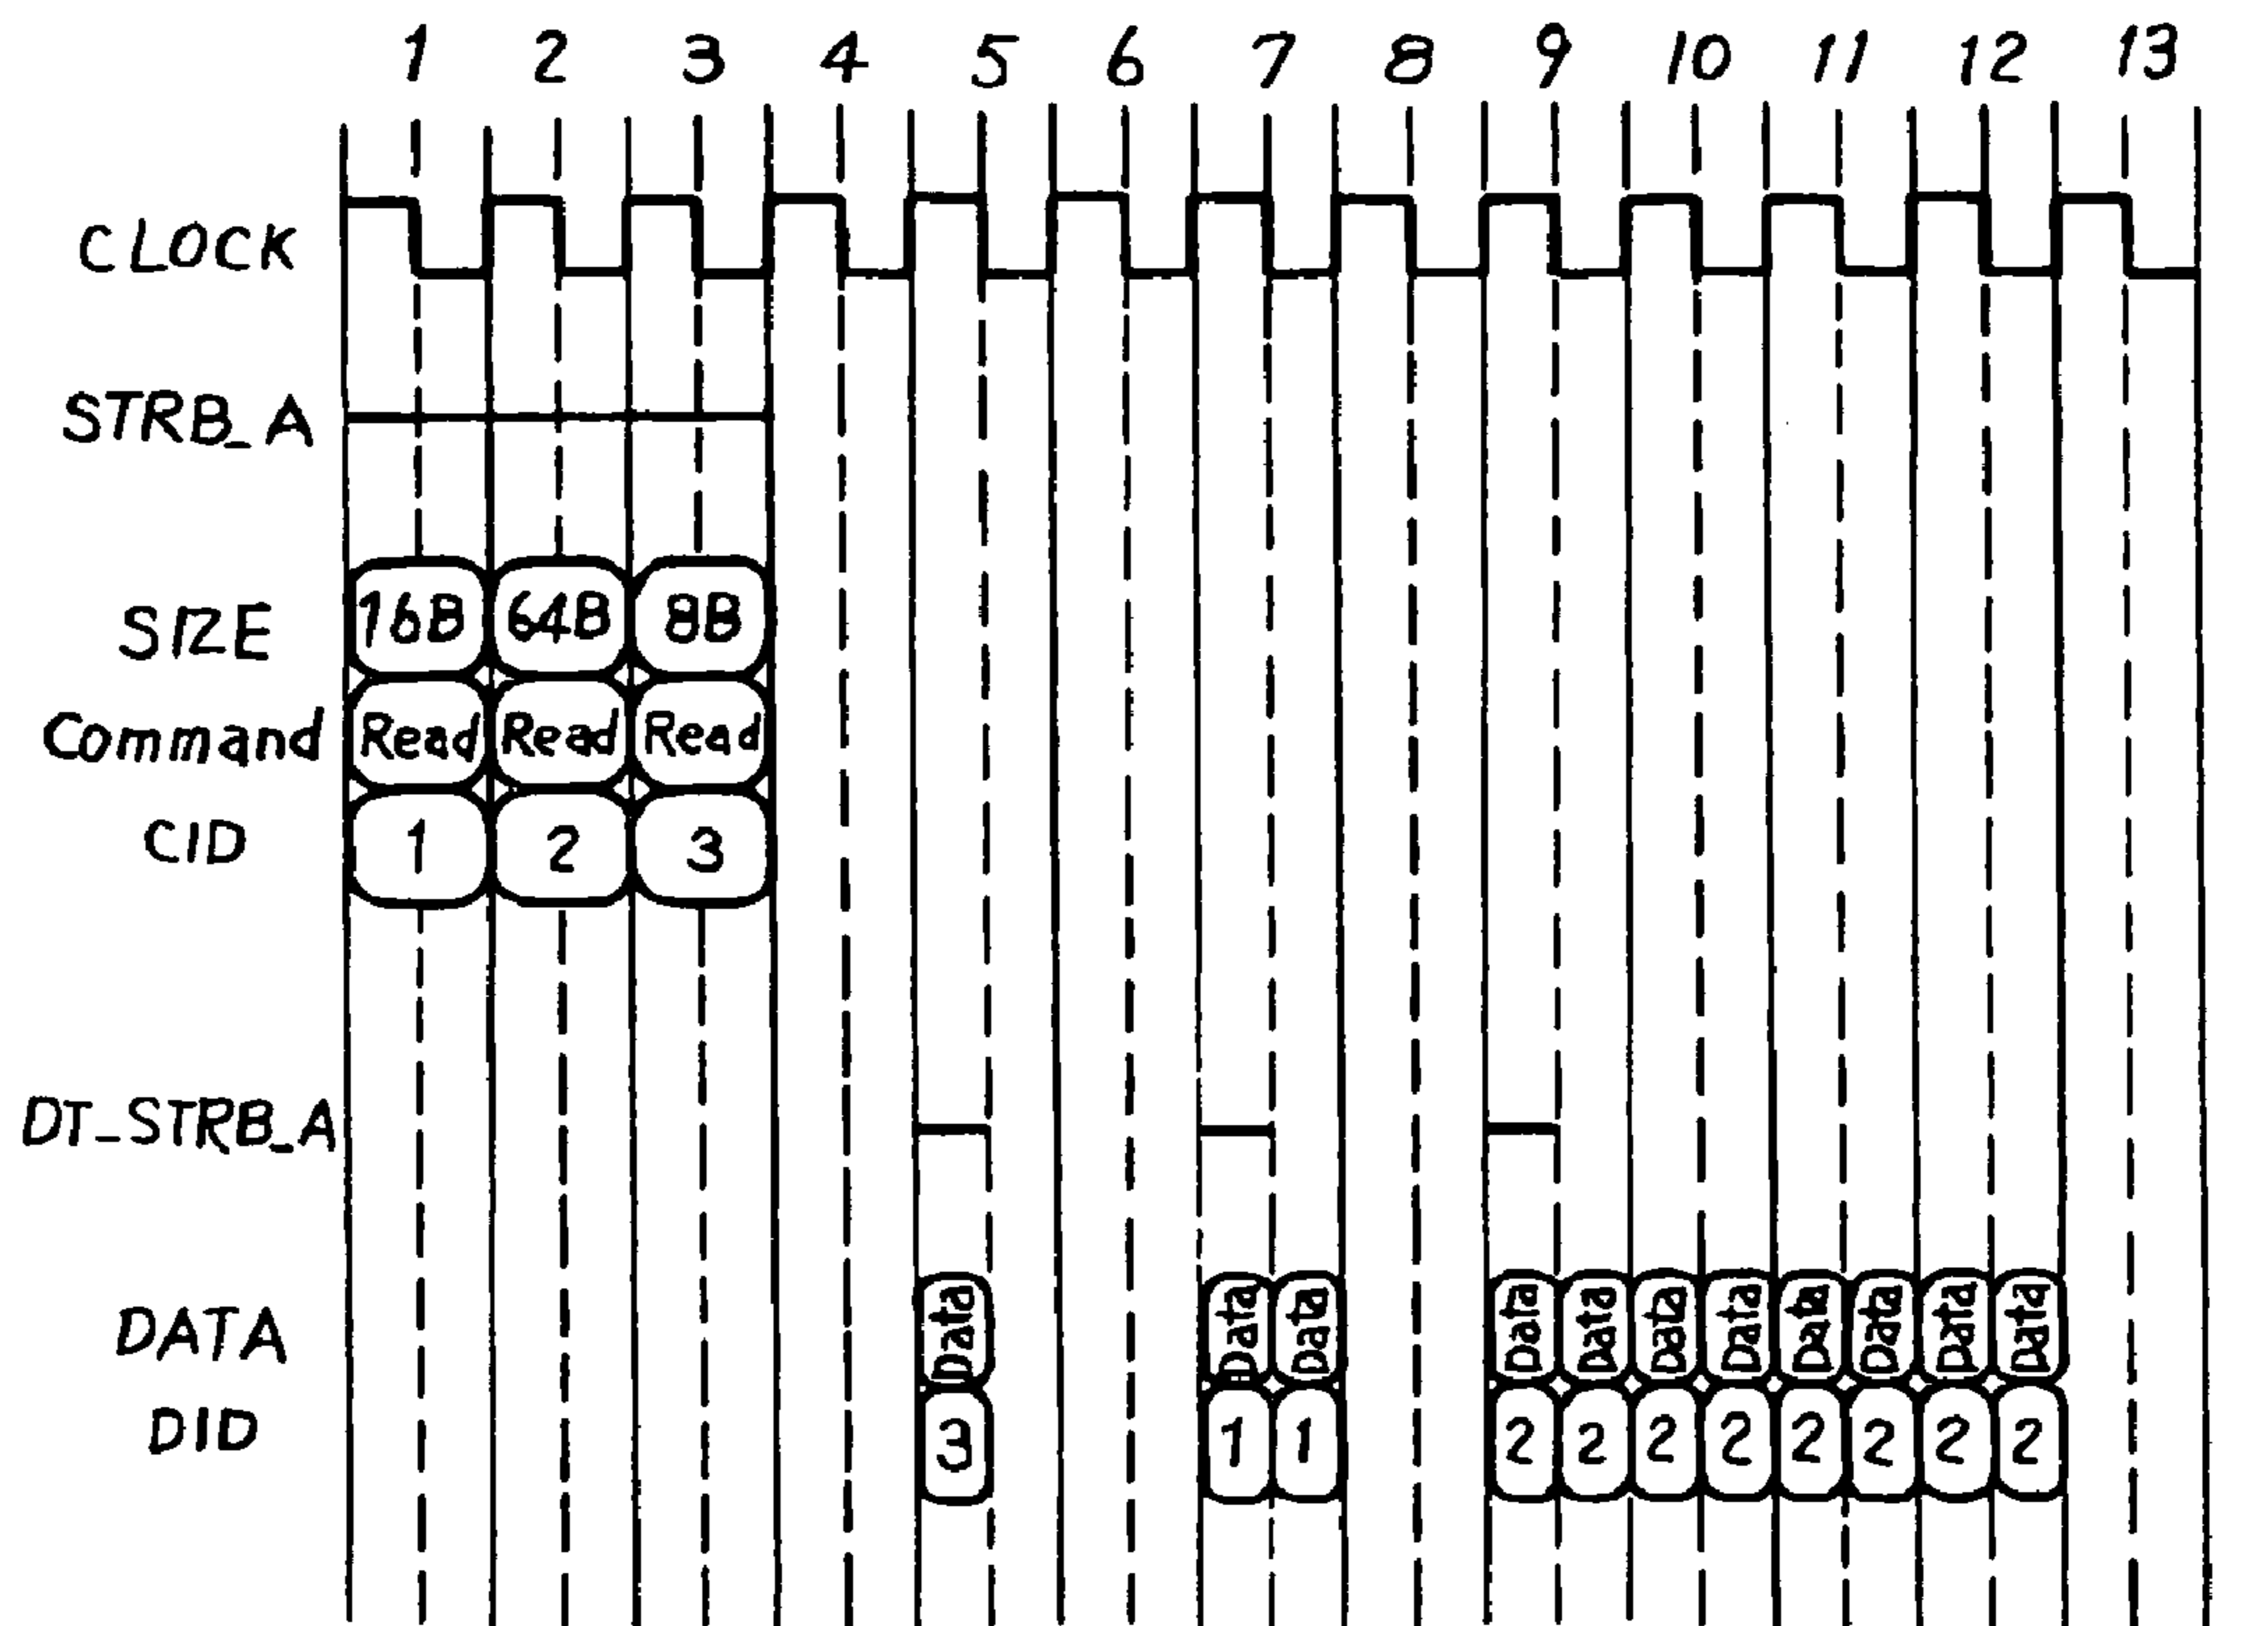 1 2 3 4 5 6 7 8 9 10 11 12 13
CLOCK
STRB_A
SIZE 16B 64B 8B
Command Read Read Read
CID 1 2 3
DT_STRB_A
DATA Data Data Data Data Data Data Data Data Data Data Data
DID 3 1 1 2 2 2 2 2 2 2 2